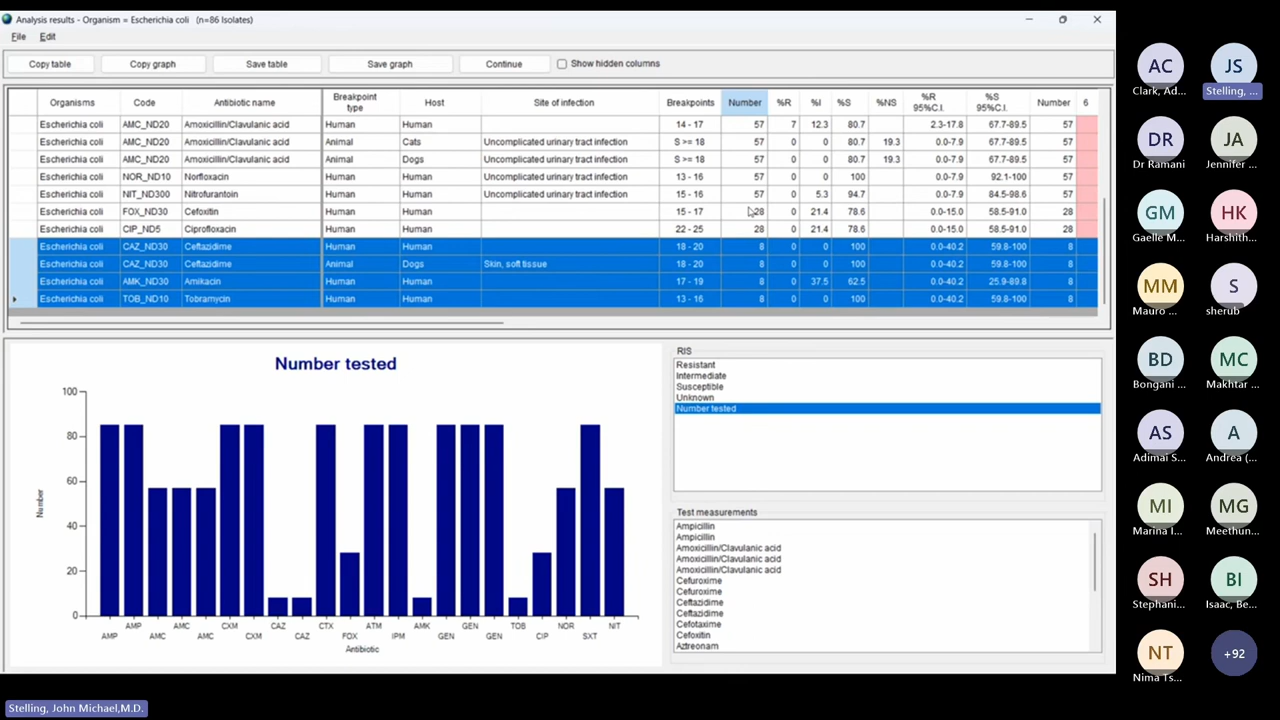 Analysis results - Organism = Escherichia coli (n=86 Isolates)
File Edit
Copy table Copy graph Save table Save graph Continue Show hidden columns
Organisms Code Antibiotic name Breakpoint type Host Site of infection Breakpoints Number %R %I %S %NS %R 95%C.I. %S 95%C.I. Number 6
Escherichia coli AMC_ND20 Amoxicillin/Clavulanic acid Human Human 14 - 17 57 7 12.3 80.7 2.3-17.8 67.7-89.5 57
Escherichia coli AMC_ND20 Amoxicillin/Clavulanic acid Animal Cats Uncomplicated urinary tract infection S >= 18 57 0 0 80.7 19.3 0.0-7.9 67.7-89.5 57
Escherichia coli AMC_ND20 Amoxicillin/Clavulanic acid Animal Dogs Uncomplicated urinary tract infection S >= 18 57 0 0 80.7 19.3 0.0-7.9 67.7-89.5 57
Escherichia coli NOR_ND10 Norfloxacin Human Human Uncomplicated urinary tract infection 13 - 16 57 0 0 100 0.0-7.9 92.1-100 57
Escherichia coli NIT_ND300 Nitrofurantoin Human Human Uncomplicated urinary tract infection 15 - 16 57 0 5.3 94.7 0.0-7.9 84.5-98.6 57
Escherichia coli FOX_ND30 Cefoxitin Human Human 15 - 17 28 0 21.4 78.6 0.0-15.0 58.5-91.0 28
Escherichia coli CIP_ND5 Ciprofloxacin Human Human 22 - 25 28 0 21.4 78.6 0.0-15.0 58.5-91.0 28
Escherichia coli CAZ_ND30 Ceftazidime Human Human 18 - 20 8 0 0 100 0.0-40.2 59.8-100 8
Escherichia coli CAZ_ND30 Ceftazidime Animal Dogs Skin, soft tissue 18 - 20 8 0 0 100 0.0-40.2 59.8-100 8
Escherichia coli AMK_ND30 Amikacin Human Human 17 - 19 8 0 37.5 62.5 0.0-40.2 25.9-89.8 8
Escherichia coli TOB_ND10 Tobramycin Human Human 13 - 16 8 0 0 100 0.0-40.2 59.8-100 8
Number tested
100
80
60
40
20
0
Number
AMP AMC CXM CAZ CTX ATM AMK GEN TOB NOR NIT
AMP AMC AMC CXM CAZ FOX IPM GEN GEN CIP SXT
Antibiotic
RIS
Resistant
Intermediate
Susceptible
Unknown
Number tested
Test measurements
Ampicillin
Ampicillin
Amoxicillin/Clavulanic acid
Amoxicillin/Clavulanic acid
Amoxicillin/Clavulanic acid
Cefuroxime
Cefuroxime
Ceftazidime
Ceftazidime
Cefotaxime
Cefoxitin
Aztreonam
AC JS
Clark, Ad... Stelling, ...
DR JA
Dr Ramani Jennifer ...
GM HK
Gaelle M... Harshith...
MM S
Mauro ... sherub
BD MC
Bongani ... Makhtar ...
AS A
Adimai S... Andrea (...
MI MG
Marina I... Meethun...
SH BI
Stephani... Isaac, Be...
NT +92
Nima Ts...
Stelling, John Michael,M.D.